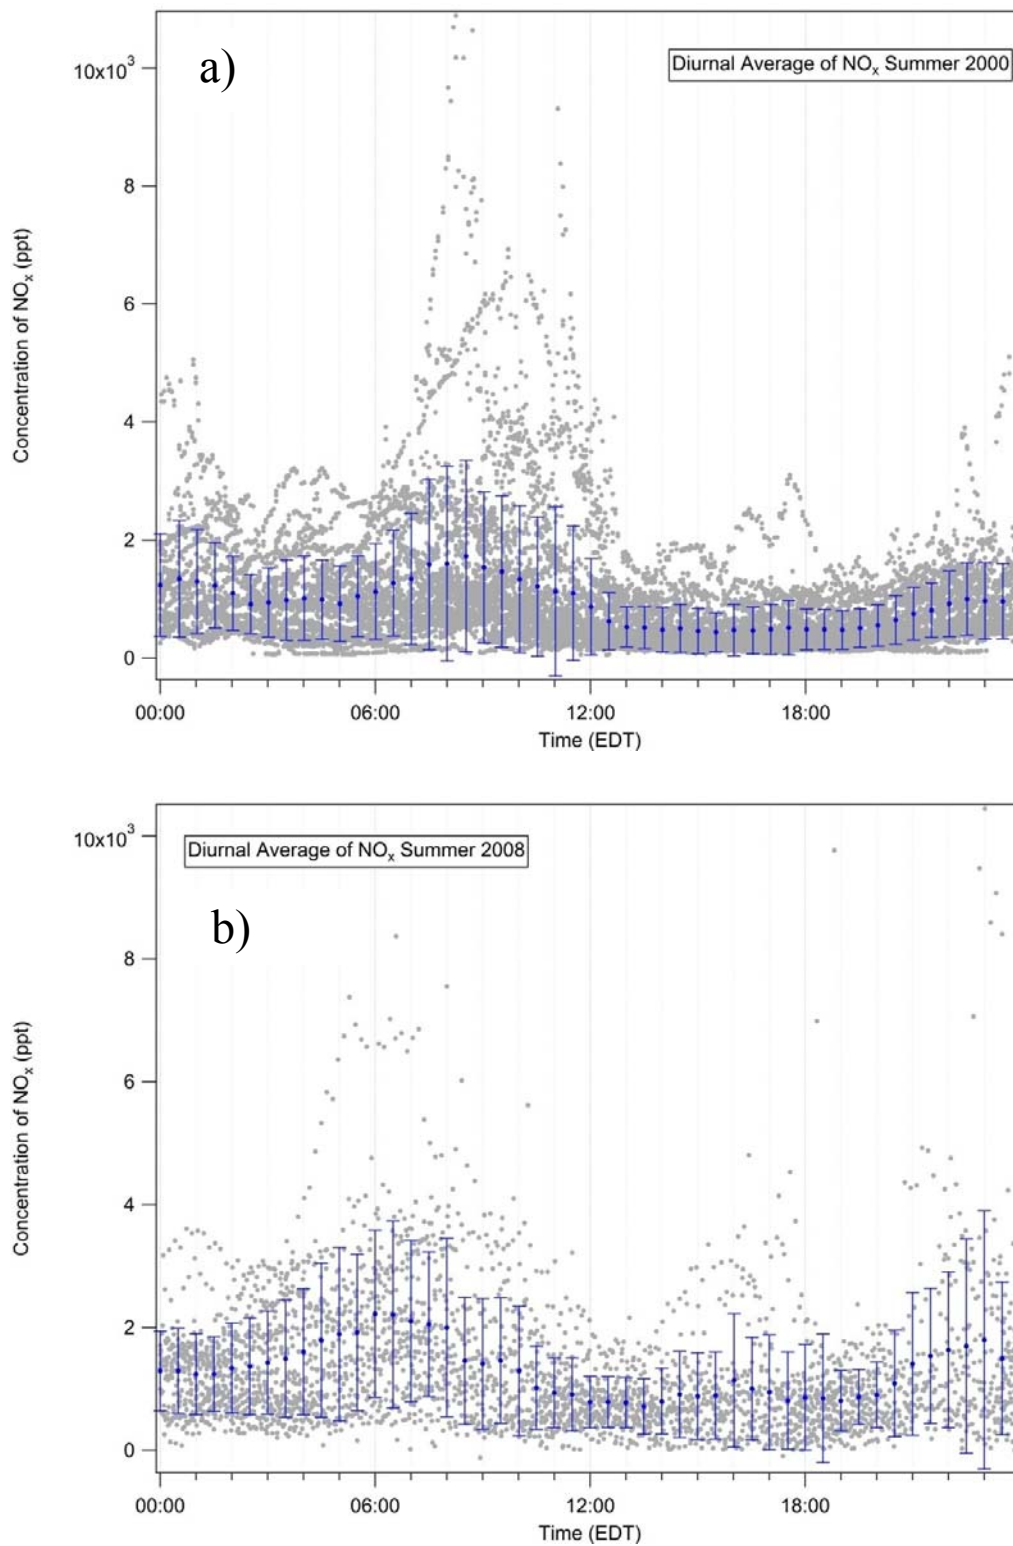 a)
Diurnal Average of NOₓ Summer 2000
Concentration of NOₓ (ppt)
10x10³
8
6
4
2
0
00:00 06:00 12:00 18:00
Time (EDT)
Diurnal Average of NOₓ Summer 2008
b)
Concentration of NOₓ (ppt)
10x10³
8
6
4
2
0
00:00 06:00 12:00 18:00
Time (EDT)